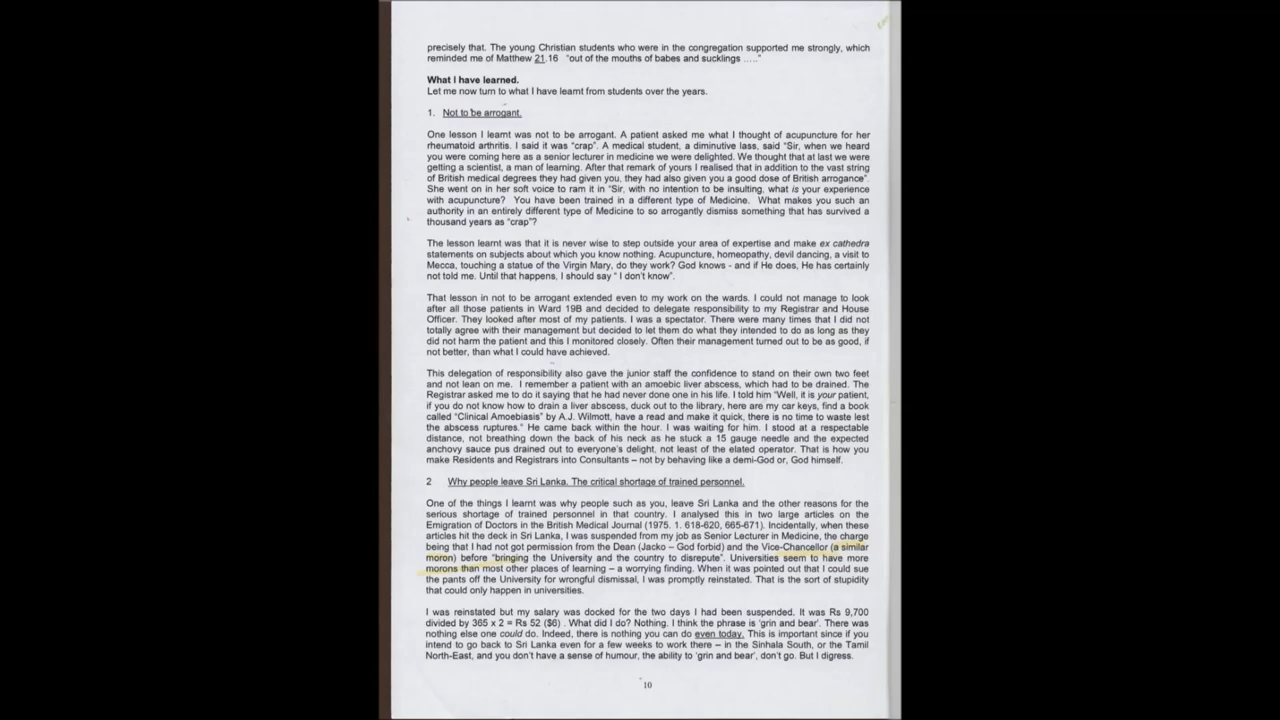 precisely that. The young Christian students who were in the congregation supported me strongly, which
reminded me of Matthew 21.16 "out of the mouths of babes and sucklings ....."
What I have learned.
Let me now turn to what I have learnt from students over the years.
1. Not to be arrogant.
One lesson I learnt was not to be arrogant. A patient asked me what I thought of acupuncture for her
rheumatoid arthritis. I said it was "crap". A medical student, a diminutive lass, said "Sir, when we heard
you were coming here as a senior lecturer in medicine we were delighted. We thought that at last we were
getting a scientist, a man of learning. After that remark of yours I realised that in addition to the vast string
of British medical degrees they had given you, they had also given you a good dose of British arrogance".
She went on in her soft voice to ram it in "Sir, with no intention to be insulting, what is your experience
with acupuncture? You have been trained in a different type of Medicine. What makes you such an
authority in an entirely different type of Medicine to so arrogantly dismiss something that has survived a
thousand years as "crap"?
The lesson learnt was that it is never wise to step outside your area of expertise and make ex cathedra
statements on subjects about which you know nothing. Acupuncture, homeopathy, devil dancing, a visit to
Mecca, touching a statue of the Virgin Mary, do they work? God knows - and if He does, He has certainly
not told me. Until that happens, I should say " I don't know".
That lesson in not to be arrogant extended even to my work on the wards. I could not manage to look
after all those patients in Ward 19B and decided to delegate responsibility to my Registrar and House
Officer. They looked after most of my patients. I was a spectator. There were many times that I did not
totally agree with their management but decided to let them do what they intended to do as long as they
did not harm the patient and this I monitored closely. Often their management turned out to be as good, if
not better, than what I could have achieved.
This delegation of responsibility also gave the junior staff the confidence to stand on their own two feet
and not lean on me. I remember a patient with an amoebic liver abscess, which had to be drained. The
Registrar asked me to do it saying that he had never done one in his life. I told him "Well, it is your patient,
if you do not know how to drain a liver abscess, duck out to the library, here are my car keys, find a book
called "Clinical Amoebiasis" by A.J. Wilmott, have a read and make it quick, there is no time to waste lest
the abscess ruptures." He came back within the hour. I was waiting for him. I stood at a respectable
distance, not breathing down the back of his neck as he stuck a 15 gauge needle and the expected
anchovy sauce pus drained out to everyone's delight, not least of the elated operator. That is how you
make Residents and Registrars into Consultants – not by behaving like a demi-God or, God himself.
2 Why people leave Sri Lanka. The critical shortage of trained personnel.
One of the things I learnt was why people such as you, leave Sri Lanka and the other reasons for the
serious shortage of trained personnel in that country. I analysed this in two large articles on the
Emigration of Doctors in the British Medical Journal (1975. 1. 618-620, 665-671). Incidentally, when these
articles hit the deck in Sri Lanka, I was suspended from my job as Senior Lecturer in Medicine, the charge
being that I had not got permission from the Dean (Jacko – God forbid) and the Vice-Chancellor (a similar
moron) before "bringing the University and the country to disrepute". Universities seem to have more
morons than most other places of learning – a worrying finding. When it was pointed out that I could sue
the pants off the University for wrongful dismissal, I was promptly reinstated. That is the sort of stupidity
that could only happen in universities.
I was reinstated but my salary was docked for the two days I had been suspended. It was Rs 9,700
divided by 365 x 2 = Rs 52 ($6) . What did I do? Nothing. I think the phrase is 'grin and bear'. There was
nothing else one could do. Indeed, there is nothing you can do even today. This is important since if you
intend to go back to Sri Lanka even for a few weeks to work there – in the Sinhala South, or the Tamil
North-East, and you don't have a sense of humour, the ability to 'grin and bear', don't go. But I digress.
10